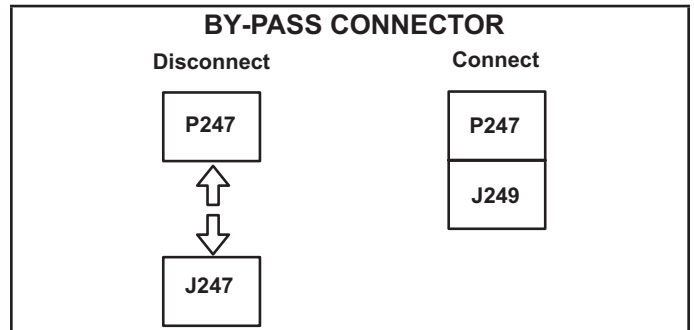 BY-PASS CONNECTOR
Disconnect
Connect
P247
P247
J249
J247